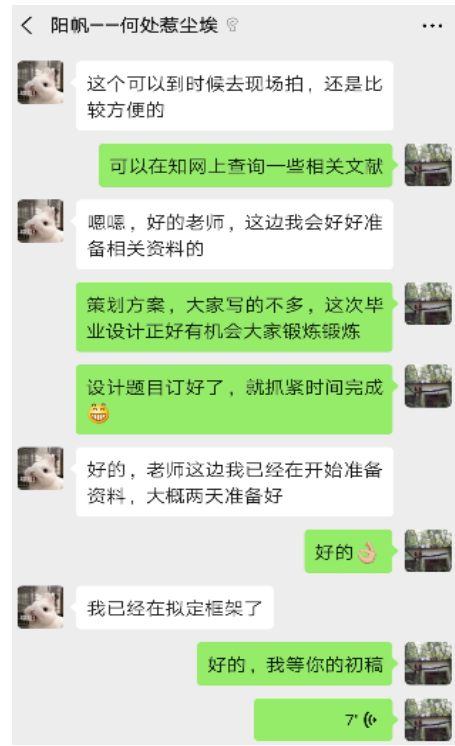 阳帆——何处惹尘埃
这个可以到时候去现场拍，还是比
较方便的
可以在知网上查询一些相关文献
嗯嗯，好的老师，这边我会好好准
备相关资料的
策划方案，大家写的不多，这次毕
业设计正好有机会大家锻炼锻炼
设计题目订好了，就抓紧时间完成
😁
好的，老师这边我已经在开始准备
资料，大概两天准备好
好的👌🏼
我已经在拟定框架了
好的，我等你的初稿
7"